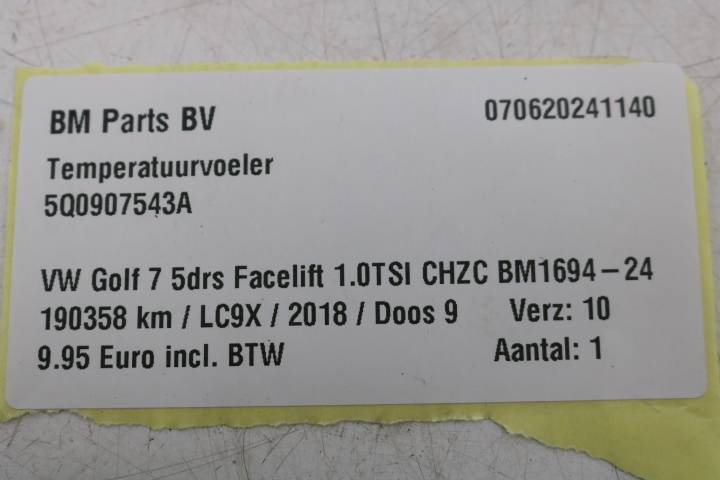 BM Parts BV 070620241140
Temperatuurvoeler
5Q0907543A
VW Golf 7 5drs Facelift 1.0TSI CHZC BM1694-24
190358 km / LC9X / 2018 / Doos 9 Verz: 10
9.95 Euro incl. BTW Aantal: 1